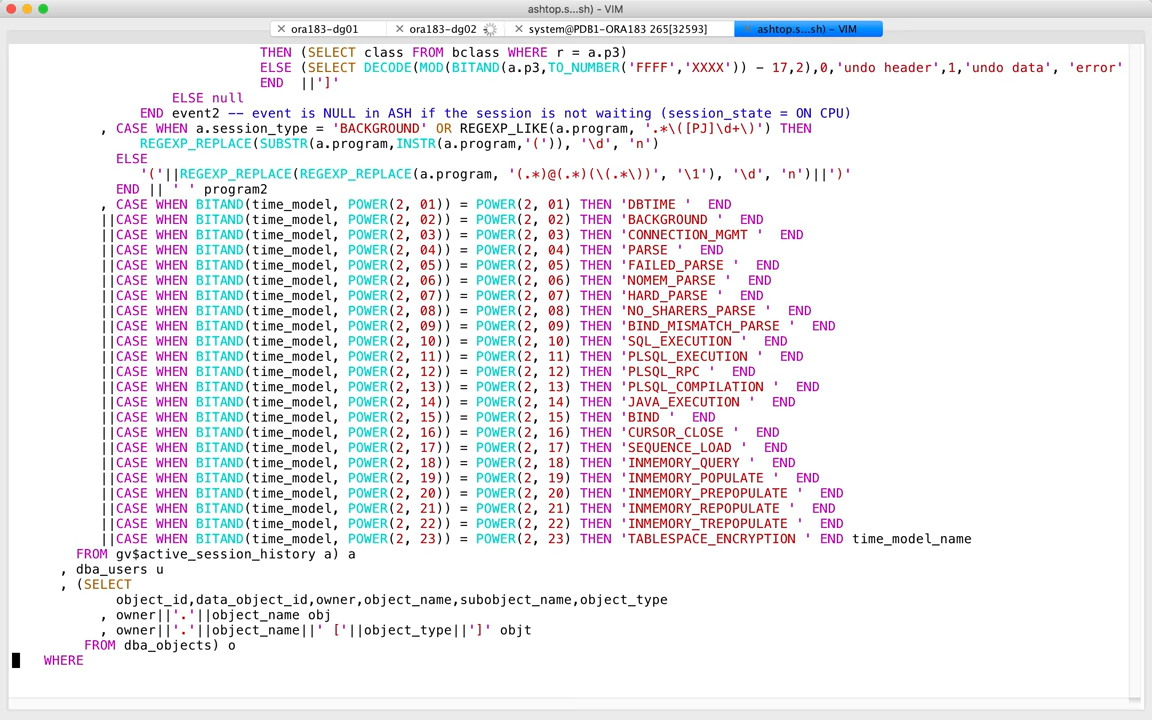 ashtop.s...sh) - VIM
ora183-dg01
ora183-dg02
system@PDB1-ORA183 265[32593]
ashtop.s...sh) - VIM
THEN (SELECT class FROM bclass WHERE r = a.p3)
ELSE (SELECT DECODE(MOD(BITAND(a.p3,TO_NUMBER('FFFF','XXXX')) - 17,2),0,'undo header',1,'undo data', 'error'
END  ||']'
ELSE null
END event2 -- event is NULL in ASH if the session is not waiting (session_state = ON CPU)
, CASE WHEN a.session_type = 'BACKGROUND' OR REGEXP_LIKE(a.program, '.*\([PJ]\d+\)') THEN
REGEXP_REPLACE(SUBSTR(a.program,INSTR(a.program,'(')), '\d', 'n')
ELSE
'('||REGEXP_REPLACE(REGEXP_REPLACE(a.program, '(.*)@(.*)(\(.*\))', '\1'), '\d', 'n')||')'
END || ' ' program2
, CASE WHEN BITAND(time_model, POWER(2, 01)) = POWER(2, 01) THEN 'DBTIME '  END
||CASE WHEN BITAND(time_model, POWER(2, 02)) = POWER(2, 02) THEN 'BACKGROUND '  END
||CASE WHEN BITAND(time_model, POWER(2, 03)) = POWER(2, 03) THEN 'CONNECTION_MGMT '  END
||CASE WHEN BITAND(time_model, POWER(2, 04)) = POWER(2, 04) THEN 'PARSE '  END
||CASE WHEN BITAND(time_model, POWER(2, 05)) = POWER(2, 05) THEN 'FAILED_PARSE '  END
||CASE WHEN BITAND(time_model, POWER(2, 06)) = POWER(2, 06) THEN 'NOMEM_PARSE '  END
||CASE WHEN BITAND(time_model, POWER(2, 07)) = POWER(2, 07) THEN 'HARD_PARSE '  END
||CASE WHEN BITAND(time_model, POWER(2, 08)) = POWER(2, 08) THEN 'NO_SHARERS_PARSE '  END
||CASE WHEN BITAND(time_model, POWER(2, 09)) = POWER(2, 09) THEN 'BIND_MISMATCH_PARSE '  END
||CASE WHEN BITAND(time_model, POWER(2, 10)) = POWER(2, 10) THEN 'SQL_EXECUTION '  END
||CASE WHEN BITAND(time_model, POWER(2, 11)) = POWER(2, 11) THEN 'PLSQL_EXECUTION '  END
||CASE WHEN BITAND(time_model, POWER(2, 12)) = POWER(2, 12) THEN 'PLSQL_RPC '  END
||CASE WHEN BITAND(time_model, POWER(2, 13)) = POWER(2, 13) THEN 'PLSQL_COMPILATION '  END
||CASE WHEN BITAND(time_model, POWER(2, 14)) = POWER(2, 14) THEN 'JAVA_EXECUTION '  END
||CASE WHEN BITAND(time_model, POWER(2, 15)) = POWER(2, 15) THEN 'BIND '  END
||CASE WHEN BITAND(time_model, POWER(2, 16)) = POWER(2, 16) THEN 'CURSOR_CLOSE '  END
||CASE WHEN BITAND(time_model, POWER(2, 17)) = POWER(2, 17) THEN 'SEQUENCE_LOAD '  END
||CASE WHEN BITAND(time_model, POWER(2, 18)) = POWER(2, 18) THEN 'INMEMORY_QUERY '  END
||CASE WHEN BITAND(time_model, POWER(2, 19)) = POWER(2, 19) THEN 'INMEMORY_POPULATE '  END
||CASE WHEN BITAND(time_model, POWER(2, 20)) = POWER(2, 20) THEN 'INMEMORY_PREPOPULATE '  END
||CASE WHEN BITAND(time_model, POWER(2, 21)) = POWER(2, 21) THEN 'INMEMORY_REPOPULATE '  END
||CASE WHEN BITAND(time_model, POWER(2, 22)) = POWER(2, 22) THEN 'INMEMORY_TREPOPULATE '  END
||CASE WHEN BITAND(time_model, POWER(2, 23)) = POWER(2, 23) THEN 'TABLESPACE_ENCRYPTION ' END time_model_name
FROM gv$active_session_history a) a
, dba_users u
, (SELECT
object_id,data_object_id,owner,object_name,subobject_name,object_type
, owner||'.'||object_name obj
, owner||'.'||object_name||' ['||object_type||']' objt
FROM dba_objects) o
WHERE